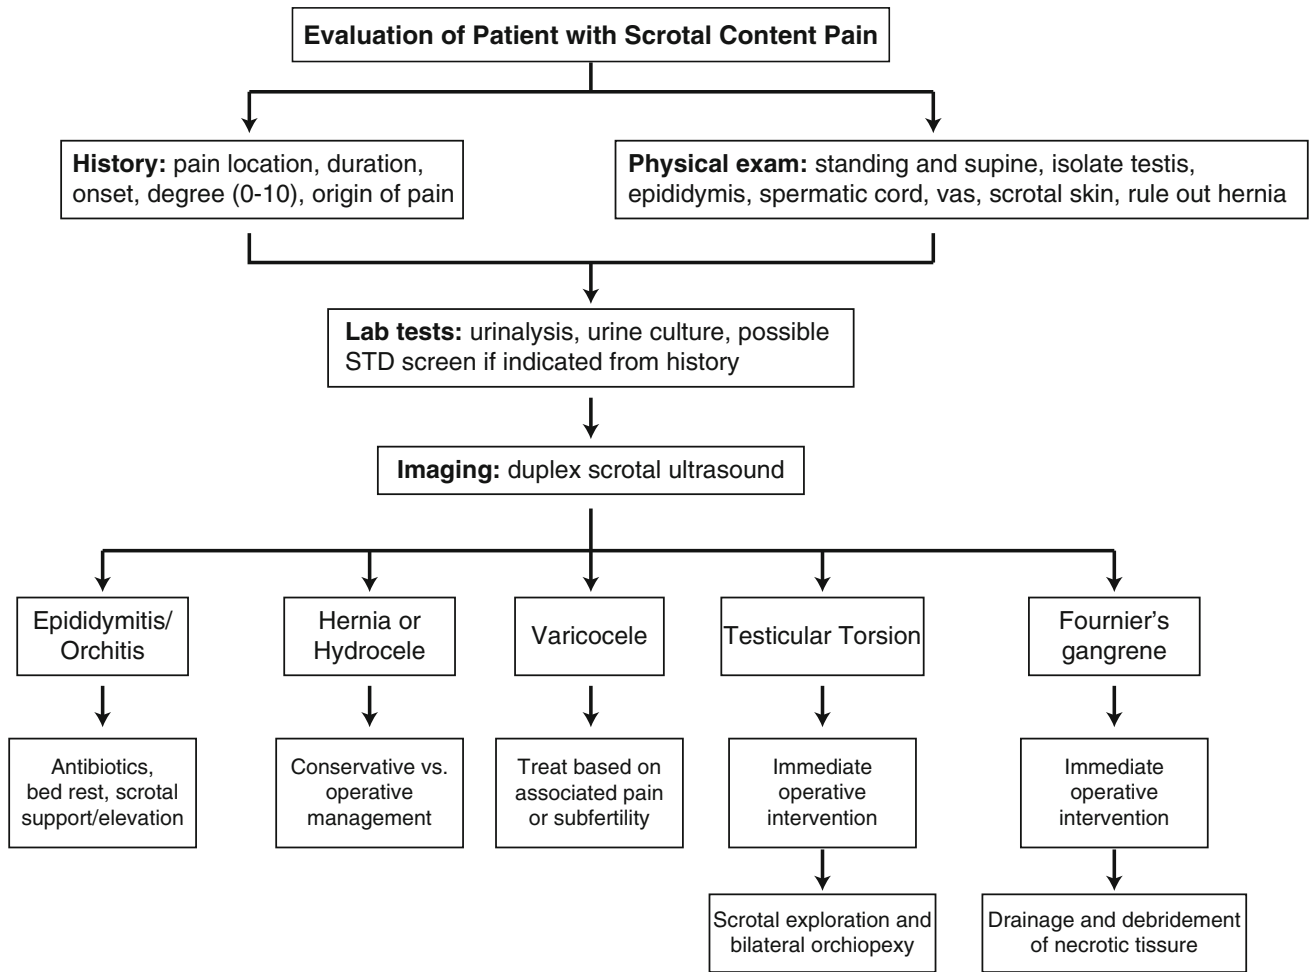 Evaluation of Patient with Scrotal Content Pain
History: pain location, duration,
onset, degree (0-10), origin of pain
Physical exam: standing and supine, isolate testis,
epididymis, spermatic cord, vas, scrotal skin, rule out hernia
Lab tests: urinalysis, urine culture, possible
STD screen if indicated from history
Imaging: duplex scrotal ultrasound
Epididymitis/
Orchitis
Hernia or
Hydrocele
Varicocele
Testicular Torsion
Fournier's
gangrene
Antibiotics,
bed rest, scrotal
support/elevation
Conservative vs.
operative
management
Treat based on
associated pain
or subfertility
Immediate
operative
intervention
Immediate
operative
intervention
Scrotal exploration and
bilateral orchiopexy
Drainage and debridement
of necrotic tissure